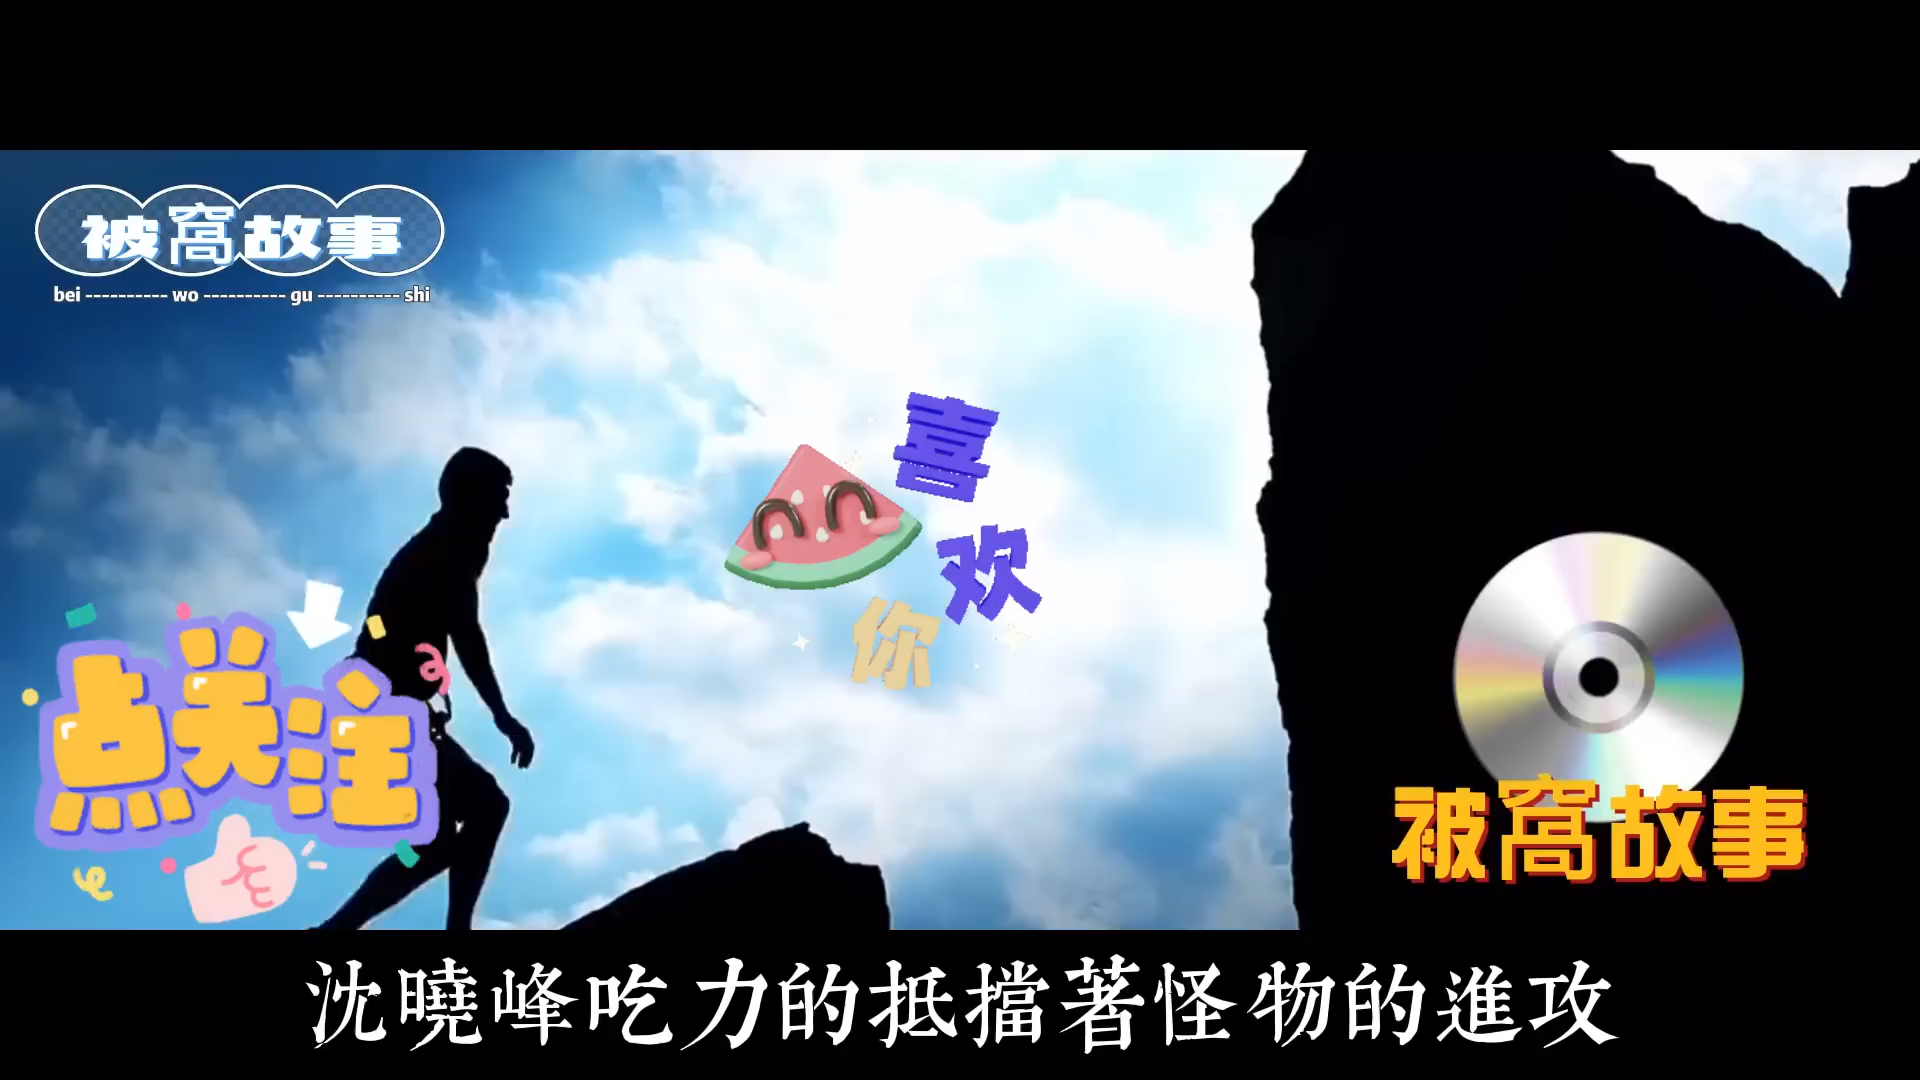 被窩故事
bei ---------- wo ---------- gu ---------- shi
喜
欢
你
点关注
被窩故事
沈曉峰吃力的抵擋著怪物的進攻